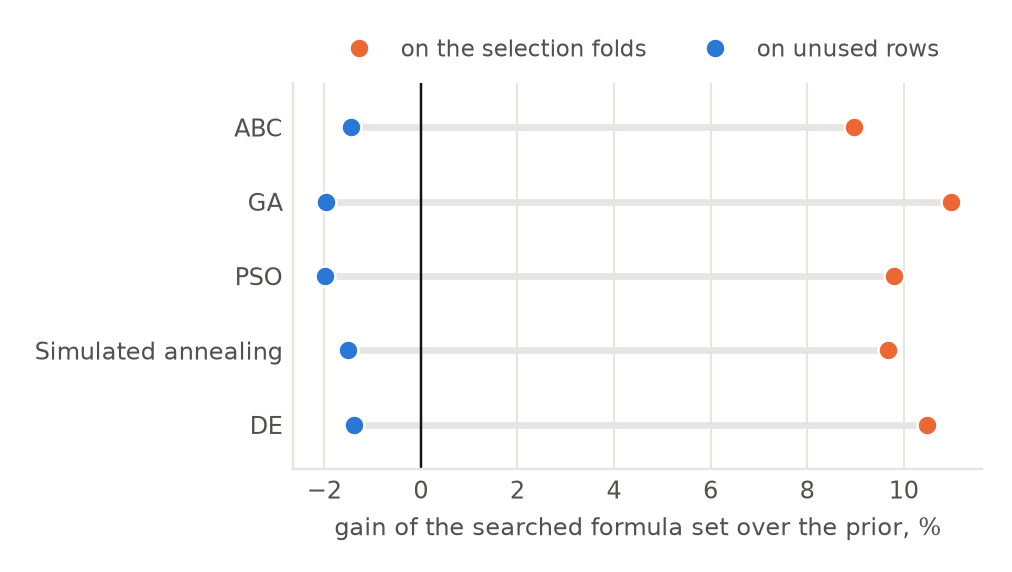 on the selection folds
on unused rows
ABC
GA
PSO
Simulated annealing
DE
−2 0 2 4 6 8 10
gain of the searched formula set over the prior, %